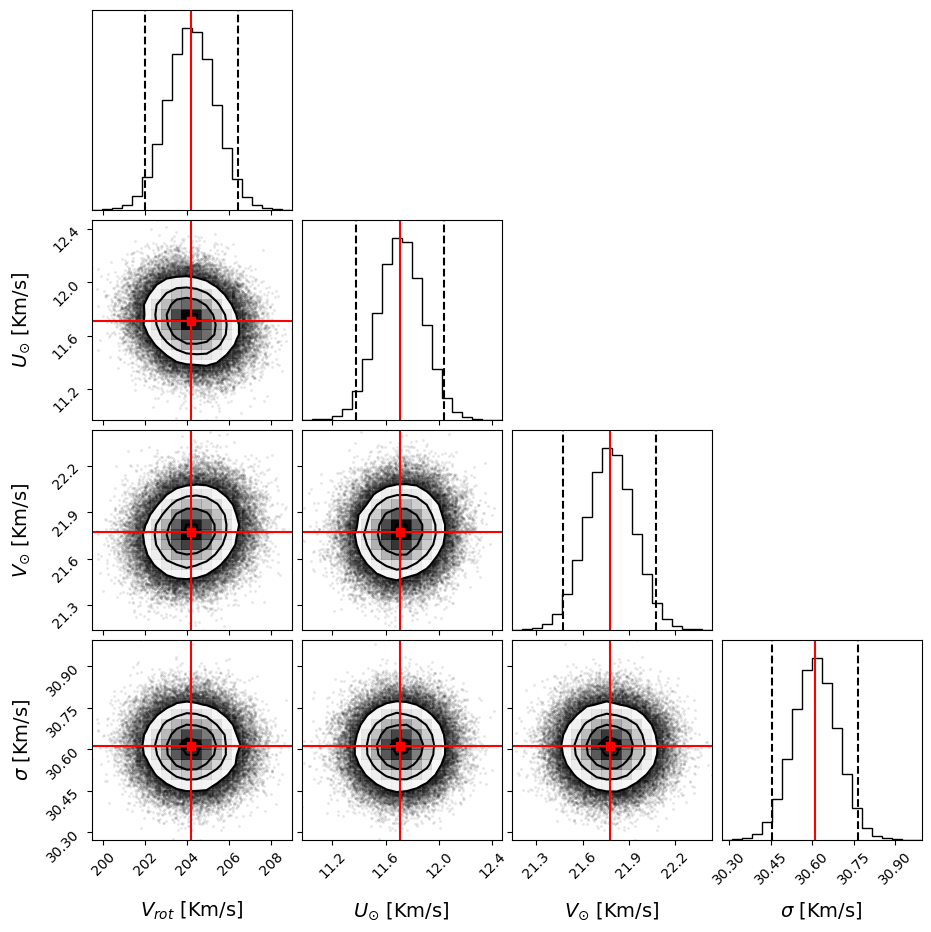 12.4
12.0
11.6
11.2
U⊙ [Km/s]
22.2
21.9
21.6
21.3
V⊙ [Km/s]
30.90
30.75
30.60
30.45
30.30
σ [Km/s]
200 202 204 206 208
11.2 11.6 12.0 12.4
21.3 21.6 21.9 22.2
30.30 30.45 30.60 30.75 30.90
V_rot [Km/s]
U⊙ [Km/s]
V⊙ [Km/s]
σ [Km/s]